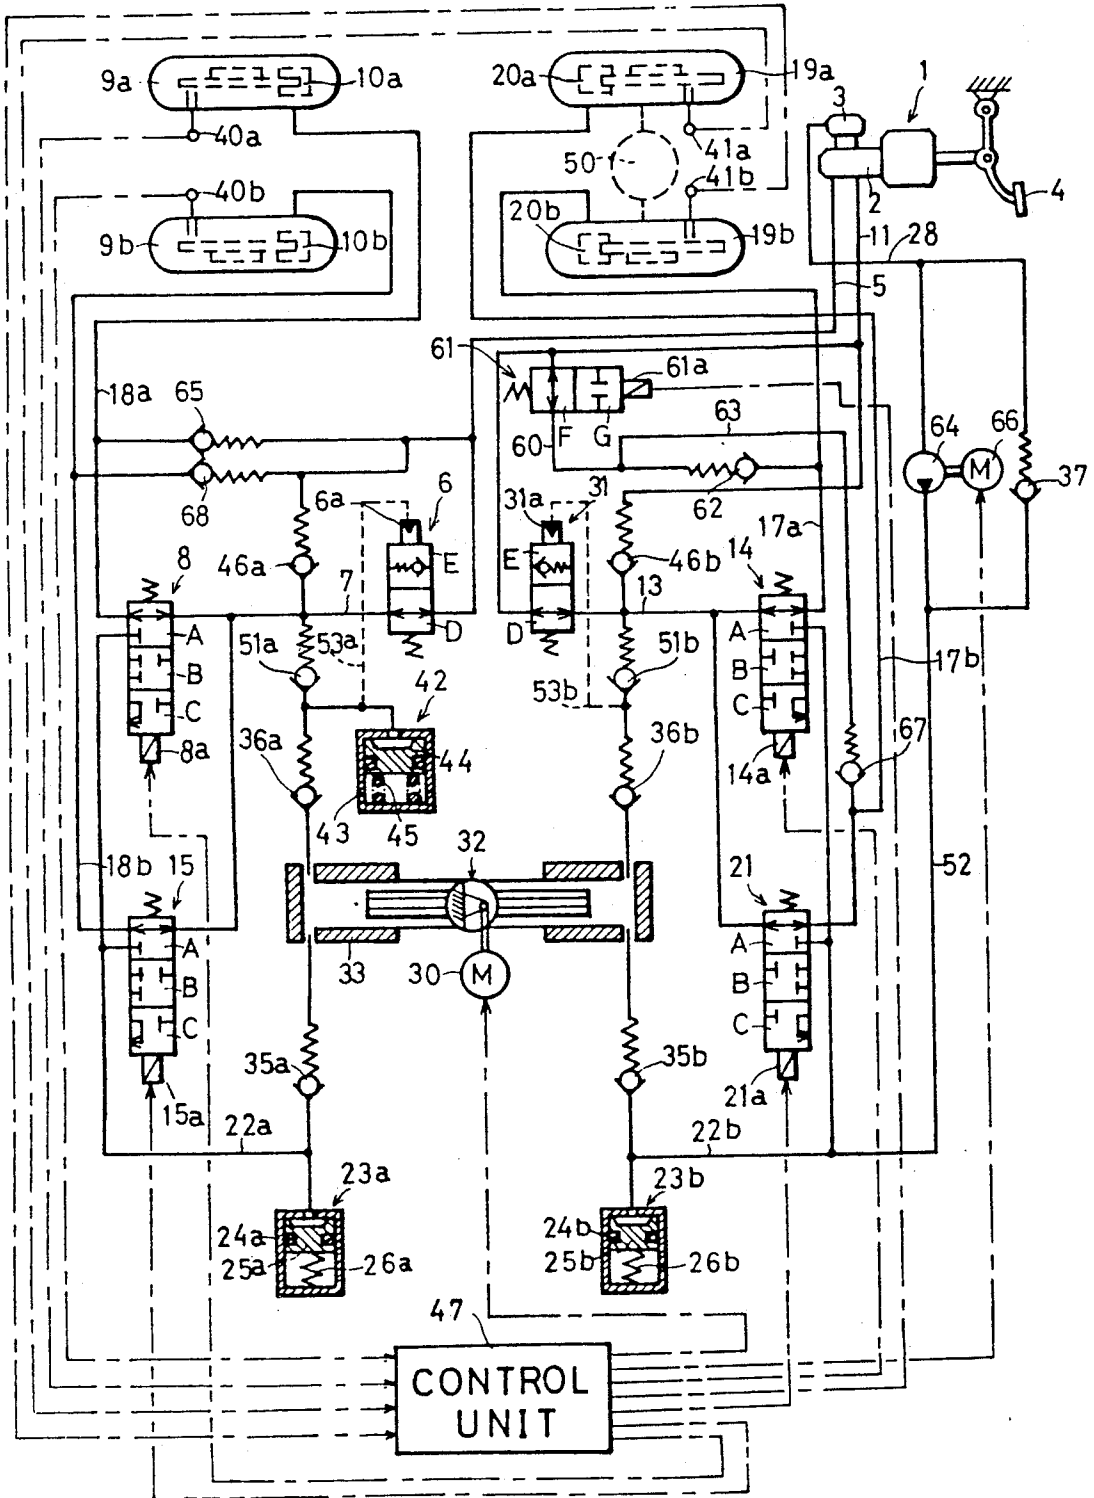 9a 10a 20a 19a 1
3
40a 50 41a
2 4
40b 41b
9b 10b 20b 19b 11 28
5
61 61a
18a
65 63
60 F G 64 M 66
6 31a 31
68 6a 62 37
E 17a
8 46a E 46b 14
7 13
A D D A
51a 53a 51b
B 53b B 17b
42
C C
36a 36b 67
8a 44 14a
43 45
32
18b 15 21 52
A A
33 30 M
B B
C C
35a 35b
15a 21a
22a 22b
23a 23b
24a 24b
25a 26a 25b 26b
47
CONTROL
UNIT